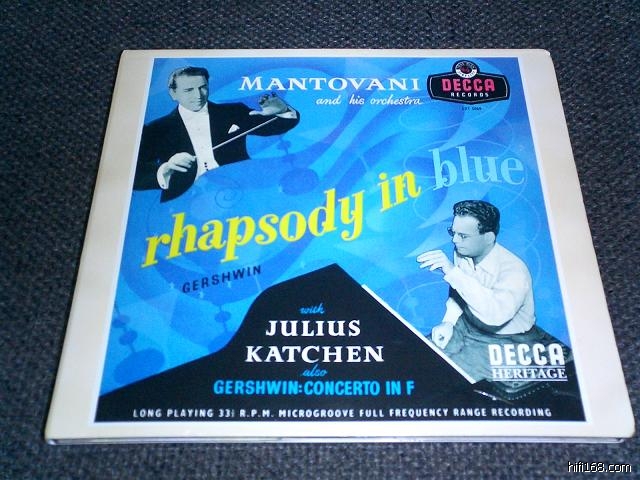 MANTOVANI
and his orchestra
DECCA
RECORDS
rhapsody in blue
GERSHWIN
with
JULIUS
KATCHEN
also
GERSHWIN: CONCERTO IN F
DECCA
HERITAGE
LONG PLAYING 33⅓ R.P.M. MICROGROOVE FULL FREQUENCY RANGE RECORDING
hifi168.com